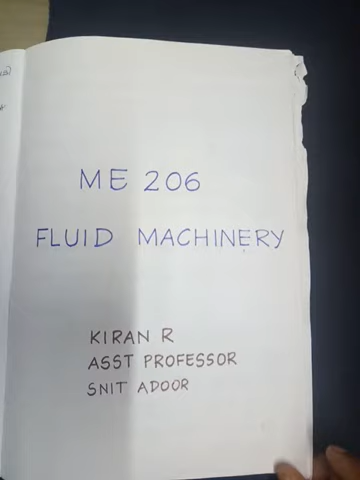 ME 206
FLUID MACHINERY
KIRAN R
ASST PROFESSOR
SNIT ADOOR